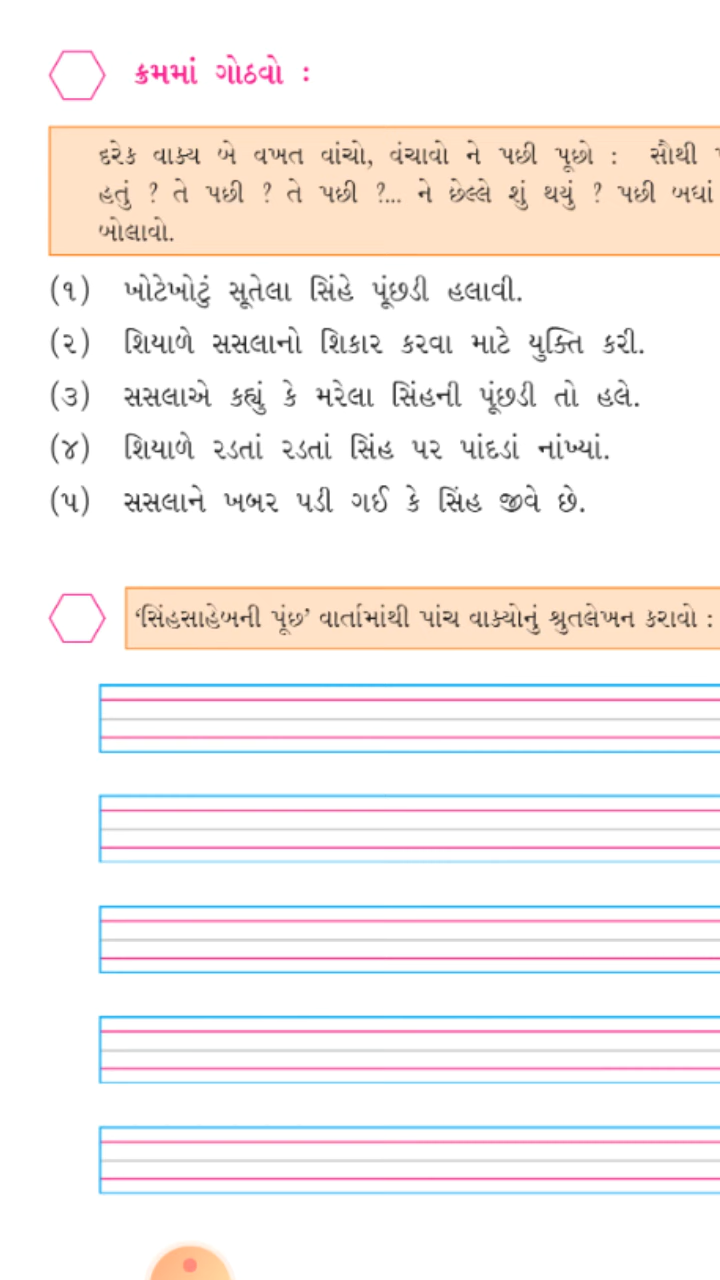 ક્રમમાં ગોઠવો :
દરેક વાક્ય બે વખત વાંચો, વંચાવો ને પછી પૂછો : સૌથી
હતું ? તે પછી ? તે પછી ?... ને છેલ્લે શું થયું ? પછી બધાં
બોલાવો.
(૧) ખોટેખોટું સૂતેલા સિંહે પૂંછડી હલાવી.
(૨) શિયાળે સસલાનો શિકાર કરવા માટે યુક્તિ કરી.
(૩) સસલાએ કહ્યું કે મરેલા સિંહની પૂંછડી તો હલે.
(૪) શિયાળે રડતાં રડતાં સિંહ પર પાંદડાં નાંખ્યાં.
(૫) સસલાને ખબર પડી ગઈ કે સિંહ જીવે છે.
‘સિંહસાહેબની પૂંછ’ વાર્તામાંથી પાંચ વાક્યોનું શ્રુતલેખન કરાવો :